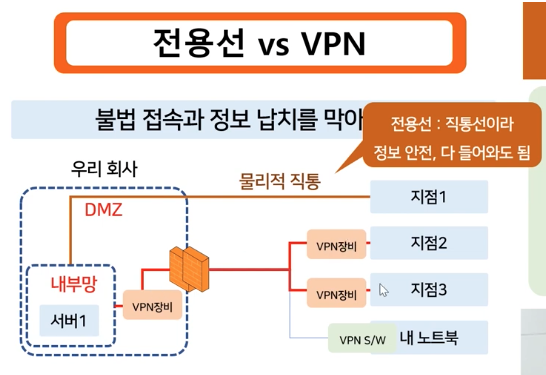 전용선 vs VPN
불법 접속과 정보 납치를 막아
전용선 : 직통선이라
정보 안전, 다 들어와도 됨
우리 회사
물리적 직통
지점1
DMZ
VPN장비
지점2
내부망
VPN장비
VPN장비
지점3
서버1
VPN S/W
내 노트북